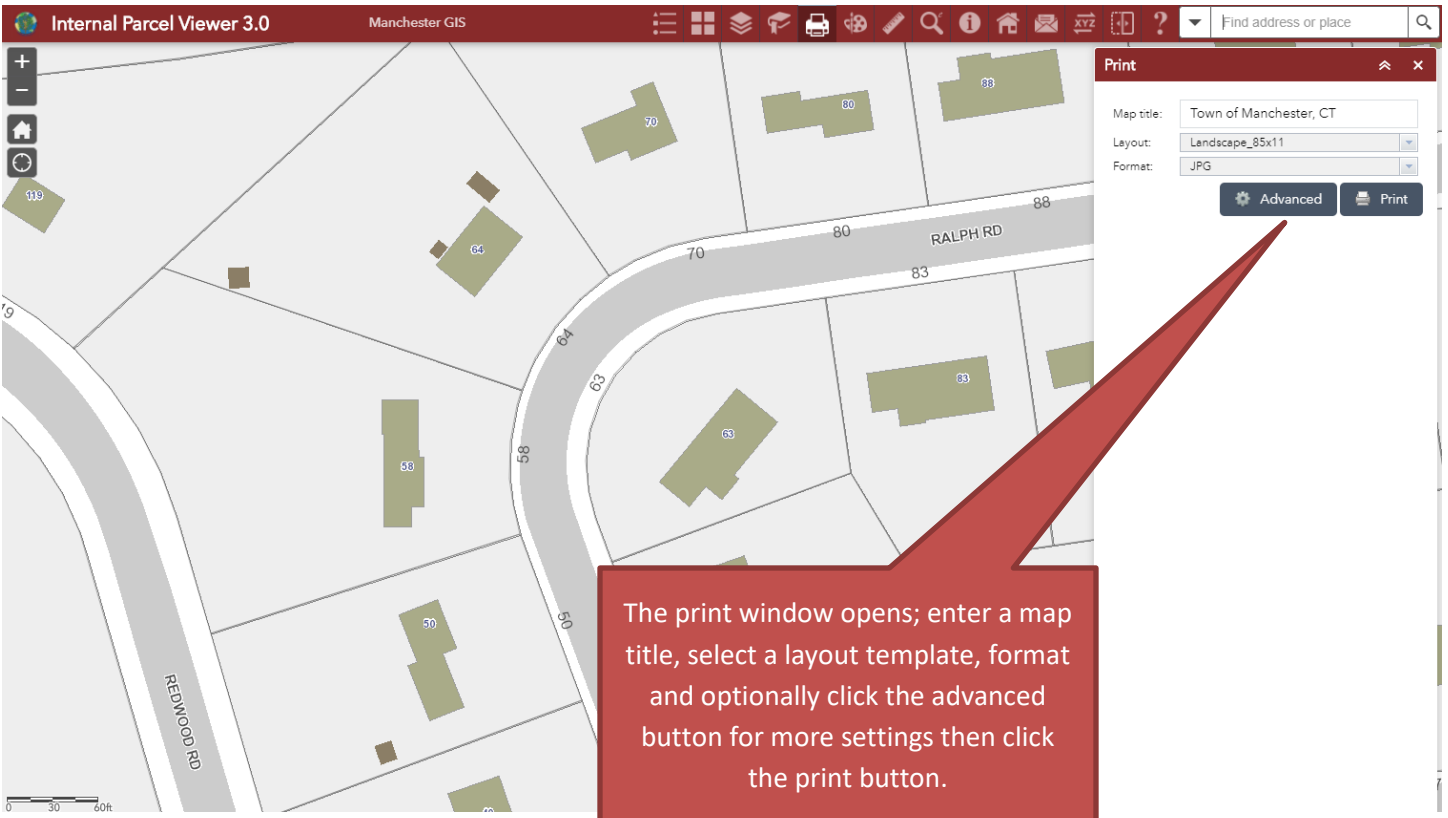 Internal Parcel Viewer 3.0
Manchester GIS
XYZ
?
Find address or place
+
−
Print
Map title:
Town of Manchester, CT
Layout:
Landscape_85x11
Format:
JPG
Advanced
Print
88
80
70
119
64
88
80
RALPH RD
70
83
19
64
63
83
63
58
58
50
50
REDWOOD RD
0 30 60ft
The print window opens; enter a map
title, select a layout template, format
and optionally click the advanced
button for more settings then click
the print button.